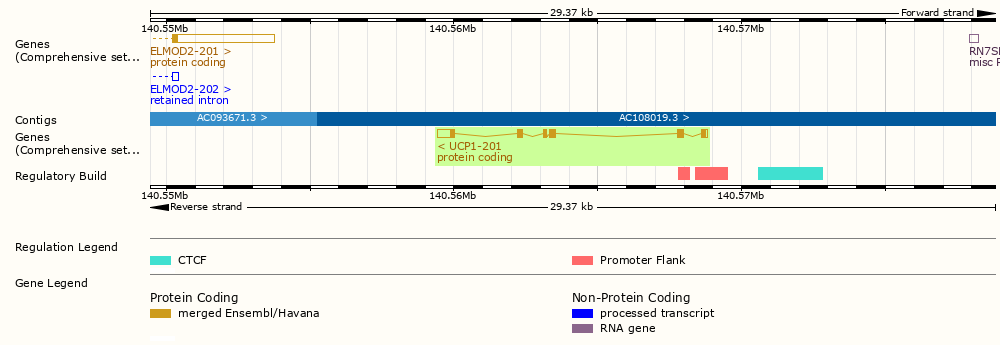 29.37 kb
Forward strand
140.55Mb
140.56Mb
140.57Mb
Genes
(Comprehensive set...
ELMOD2-201 >
protein coding
RN7S
misc
ELMOD2-202 >
retained intron
Contigs
AC093671.3 >
AC108019.3 >
Genes
(Comprehensive set...
< UCP1-201
protein coding
Regulatory Build
140.55Mb
140.56Mb
140.57Mb
Reverse strand
29.37 kb
Regulation Legend
CTCF
Promoter Flank
Gene Legend
Protein Coding
Non-Protein Coding
merged Ensembl/Havana
processed transcript
RNA gene